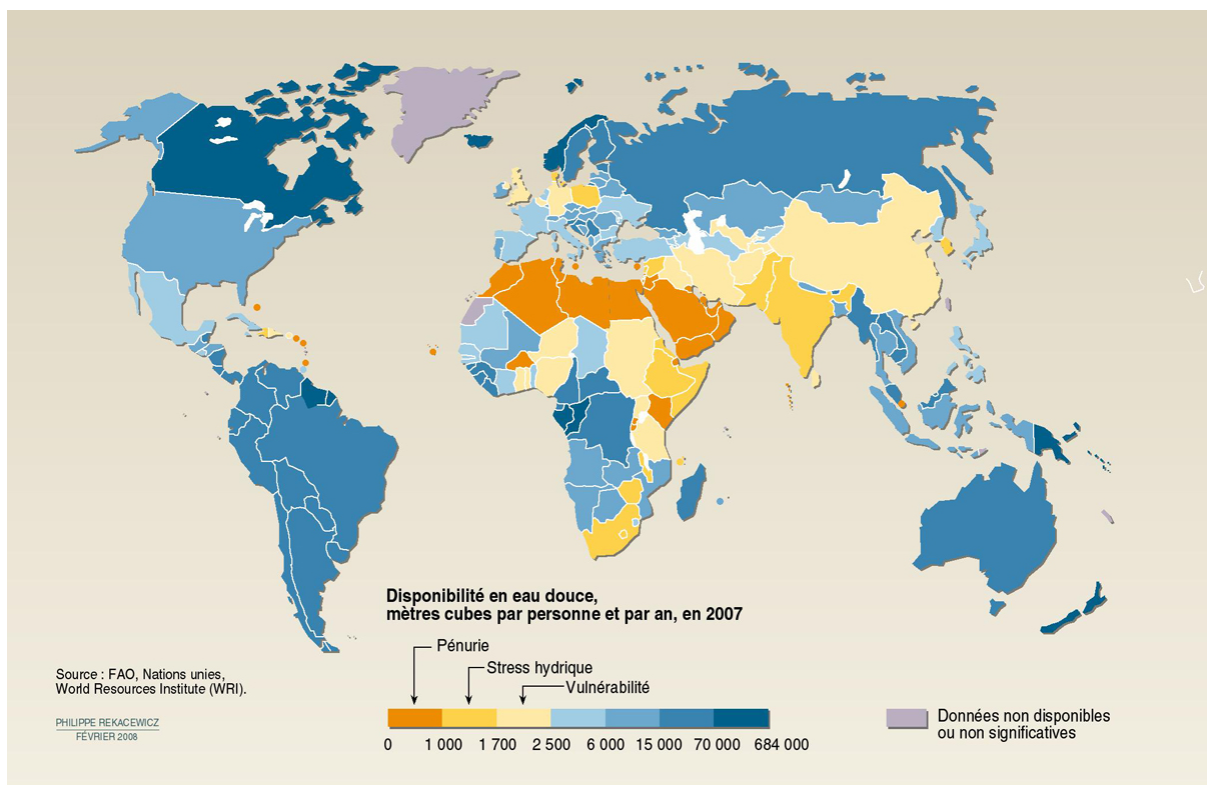 Disponibilité en eau douce,
mètres cubes par personne et par an, en 2007
Pénurie
Stress hydrique
Vulnérabilité
0 1 000 1 700 2 500 6 000 15 000 70 000 684 000
Données non disponibles
ou non significatives
Source : FAO, Nations unies,
World Resources Institute (WRI).
PHILIPPE REKACEWICZ
FÉVRIER 2008